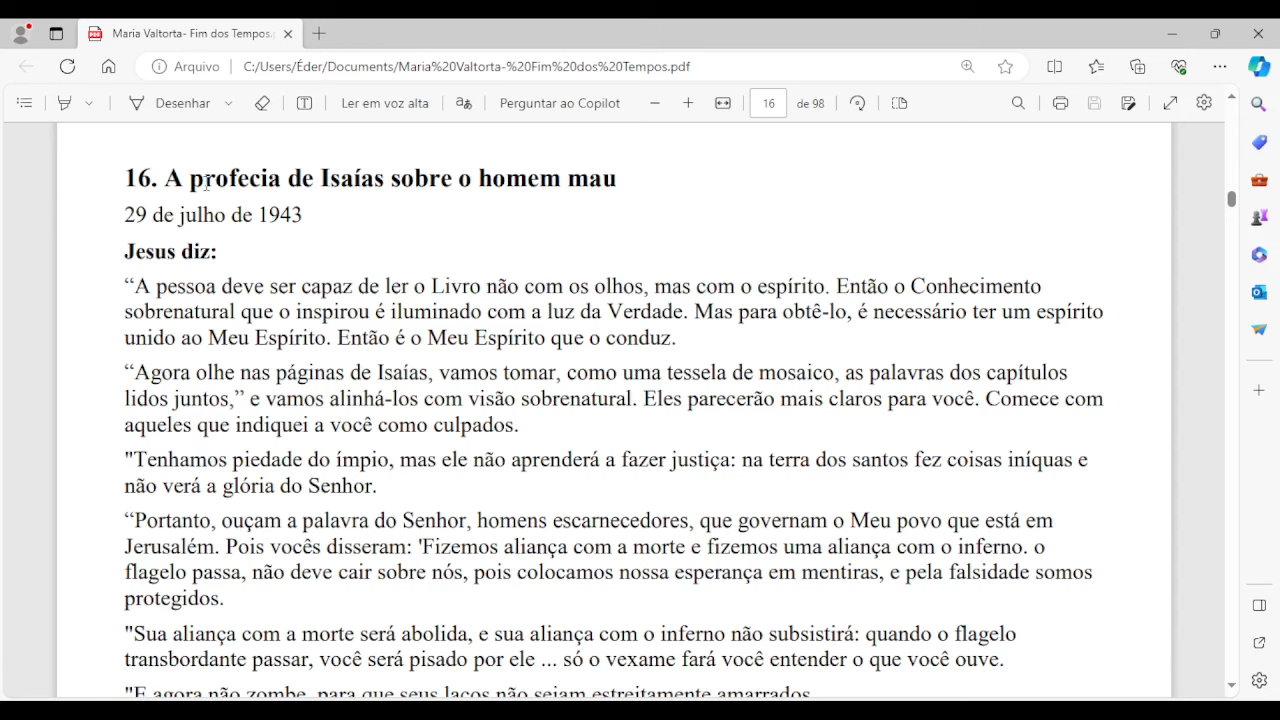 Maria Valtorta- Fim dos Tempos.
Arquivo
C:/Users/Éder/Documents/Maria%20Valtorta-%20Fim%20dos%20Tempos.pdf
Desenhar
Ler em voz alta
Perguntar ao Copilot
16 de 98
16. A profecia de Isaías sobre o homem mau
29 de julho de 1943
Jesus diz:
“A pessoa deve ser capaz de ler o Livro não com os olhos, mas com o espírito. Então o Conhecimento
sobrenatural que o inspirou é iluminado com a luz da Verdade. Mas para obtê-lo, é necessário ter um espírito
unido ao Meu Espírito. Então é o Meu Espírito que o conduz.
“Agora olhe nas páginas de Isaías, vamos tomar, como uma tessela de mosaico, as palavras dos capítulos
lidos juntos,” e vamos alinhá-los com visão sobrenatural. Eles parecerão mais claros para você. Comece com
aqueles que indiquei a você como culpados.
"Tenhamos piedade do ímpio, mas ele não aprenderá a fazer justiça: na terra dos santos fez coisas iníquas e
não verá a glória do Senhor.
“Portanto, ouçam a palavra do Senhor, homens escarnecedores, que governam o Meu povo que está em
Jerusalém. Pois vocês disseram: 'Fizemos aliança com a morte e fizemos uma aliança com o inferno. o
flagelo passa, não deve cair sobre nós, pois colocamos nossa esperança em mentiras, e pela falsidade somos
protegidos.
"Sua aliança com a morte será abolida, e sua aliança com o inferno não subsistirá: quando o flagelo
transbordante passar, você será pisado por ele ... só o vexame fará você entender o que você ouve.
"E agora não zombe, para que seus laços não sejam estreitamente amarrados